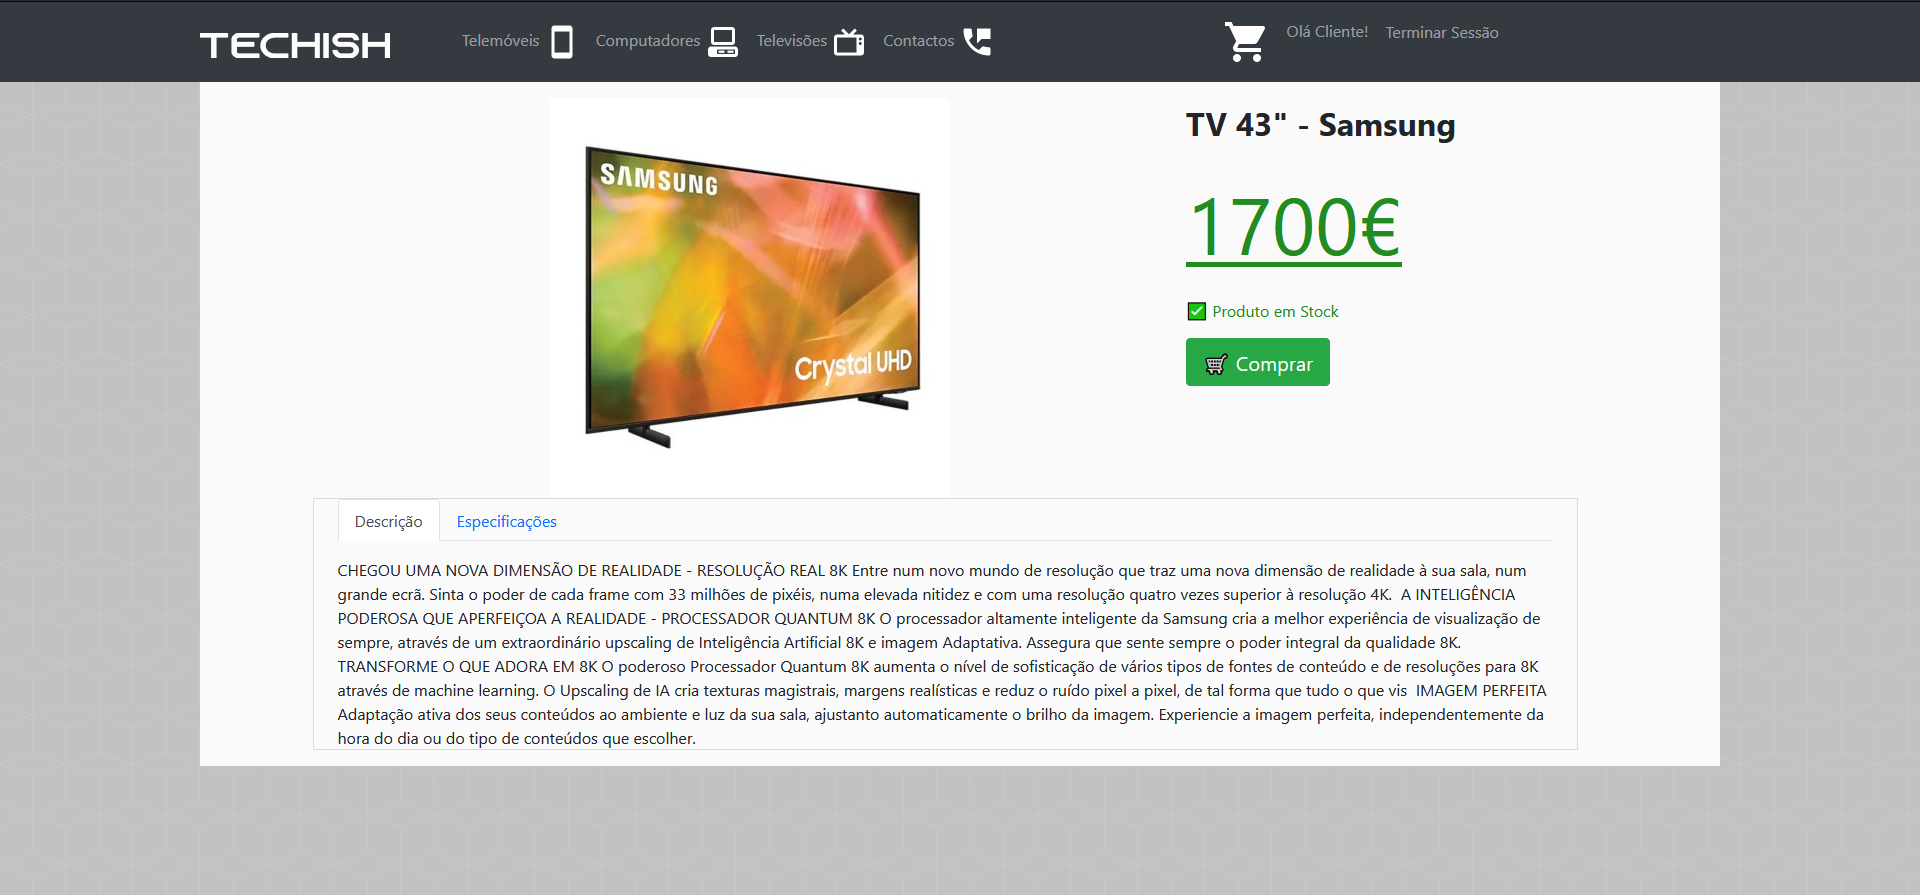 TECHISH
Telemóveis
Computadores
Televisões
Contactos
Olá Cliente!
Terminar Sessão
SAMSUNG
Crystal UHD
TV 43" - Samsung
1700€
Produto em Stock
Comprar
Descrição
Especificações
CHEGOU UMA NOVA DIMENSÃO DE REALIDADE - RESOLUÇÃO REAL 8K Entre num novo mundo de resolução que traz uma nova dimensão de realidade à sua sala, num
grande ecrã. Sinta o poder de cada frame com 33 milhões de pixéis, numa elevada nitidez e com uma resolução quatro vezes superior à resolução 4K.  A INTELIGÊNCIA
PODEROSA QUE APERFEIÇOA A REALIDADE - PROCESSADOR QUANTUM 8K O processador altamente inteligente da Samsung cria a melhor experiência de visualização de
sempre, através de um extraordinário upscaling de Inteligência Artificial 8K e imagem Adaptativa. Assegura que sente sempre o poder integral da qualidade 8K.
TRANSFORME O QUE ADORA EM 8K O poderoso Processador Quantum 8K aumenta o nível de sofisticação de vários tipos de fontes de conteúdo e de resoluções para 8K
através de machine learning. O Upscaling de IA cria texturas magistrais, margens realísticas e reduz o ruído pixel a pixel, de tal forma que tudo o que vis  IMAGEM PERFEITA
Adaptação ativa dos seus conteúdos ao ambiente e luz da sua sala, ajustanto automaticamente o brilho da imagem. Experiencie a imagem perfeita, independentemente da
hora do dia ou do tipo de conteúdos que escolher.